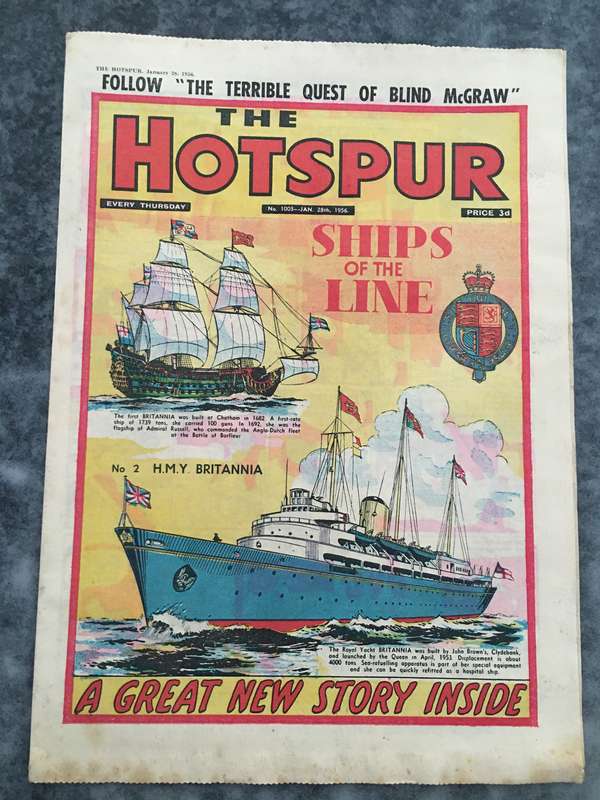 THE HOTSPUR, January 28, 1956.
FOLLOW "THE TERRIBLE QUEST OF BLIND McGRAW"
THE
HOTSPUR
EVERY THURSDAY
No. 1003--JAN. 28th, 1956.
PRICE 3d
SHIPS
OF THE
LINE
The first BRITANNIA was built at Chatham in 1682. A first-rate
ship of 1739 tons, she carried 100 guns. In 1692, she was the
flagship of Admiral Russell, who commanded the Anglo-Dutch fleet
at the Battle of Barfleur
No 2 H.M.Y BRITANNIA
The Royal Yacht BRITANNIA was built by John Brown's, Clydebank,
and launched by the Queen in April, 1953. Displacement is about
4000 tons. Sea-refuelling apparatus is part of her special equipment
and she can be quickly refitted as a hospital ship.
A GREAT NEW STORY INSIDE